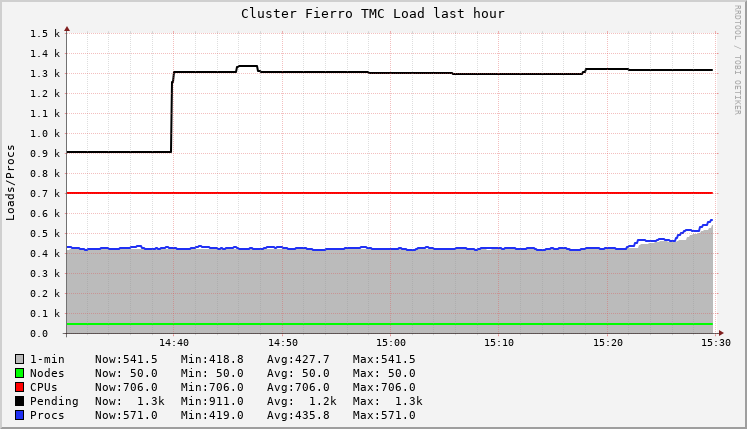 Cluster Fierro TMC Load last hour
RRDTOOL / TOBI OETIKER
Loads/Procs
1.5 k
1.4 k
1.3 k
1.2 k
1.1 k
1.0 k
0.9 k
0.8 k
0.7 k
0.6 k
0.5 k
0.4 k
0.3 k
0.2 k
0.1 k
0.0
14:40 14:50 15:00 15:10 15:20 15:30
1-min Now:541.5 Min:418.8 Avg:427.7 Max:541.5
Nodes Now: 50.0 Min: 50.0 Avg: 50.0 Max: 50.0
CPUs Now:706.0 Min:706.0 Avg:706.0 Max:706.0
Pending Now: 1.3k Min:911.0 Avg: 1.2k Max: 1.3k
Procs Now:571.0 Min:419.0 Avg:435.8 Max:571.0